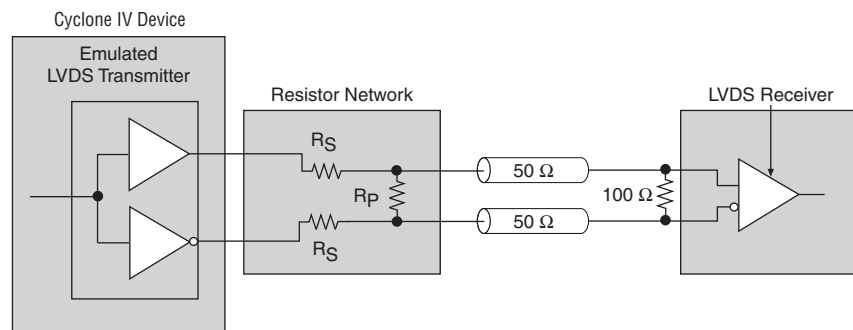 Cyclone IV Device
Emulated
LVDS Transmitter
Resistor Network
LVDS Receiver
RS
50 Ω
RP
100 Ω
50 Ω
RS